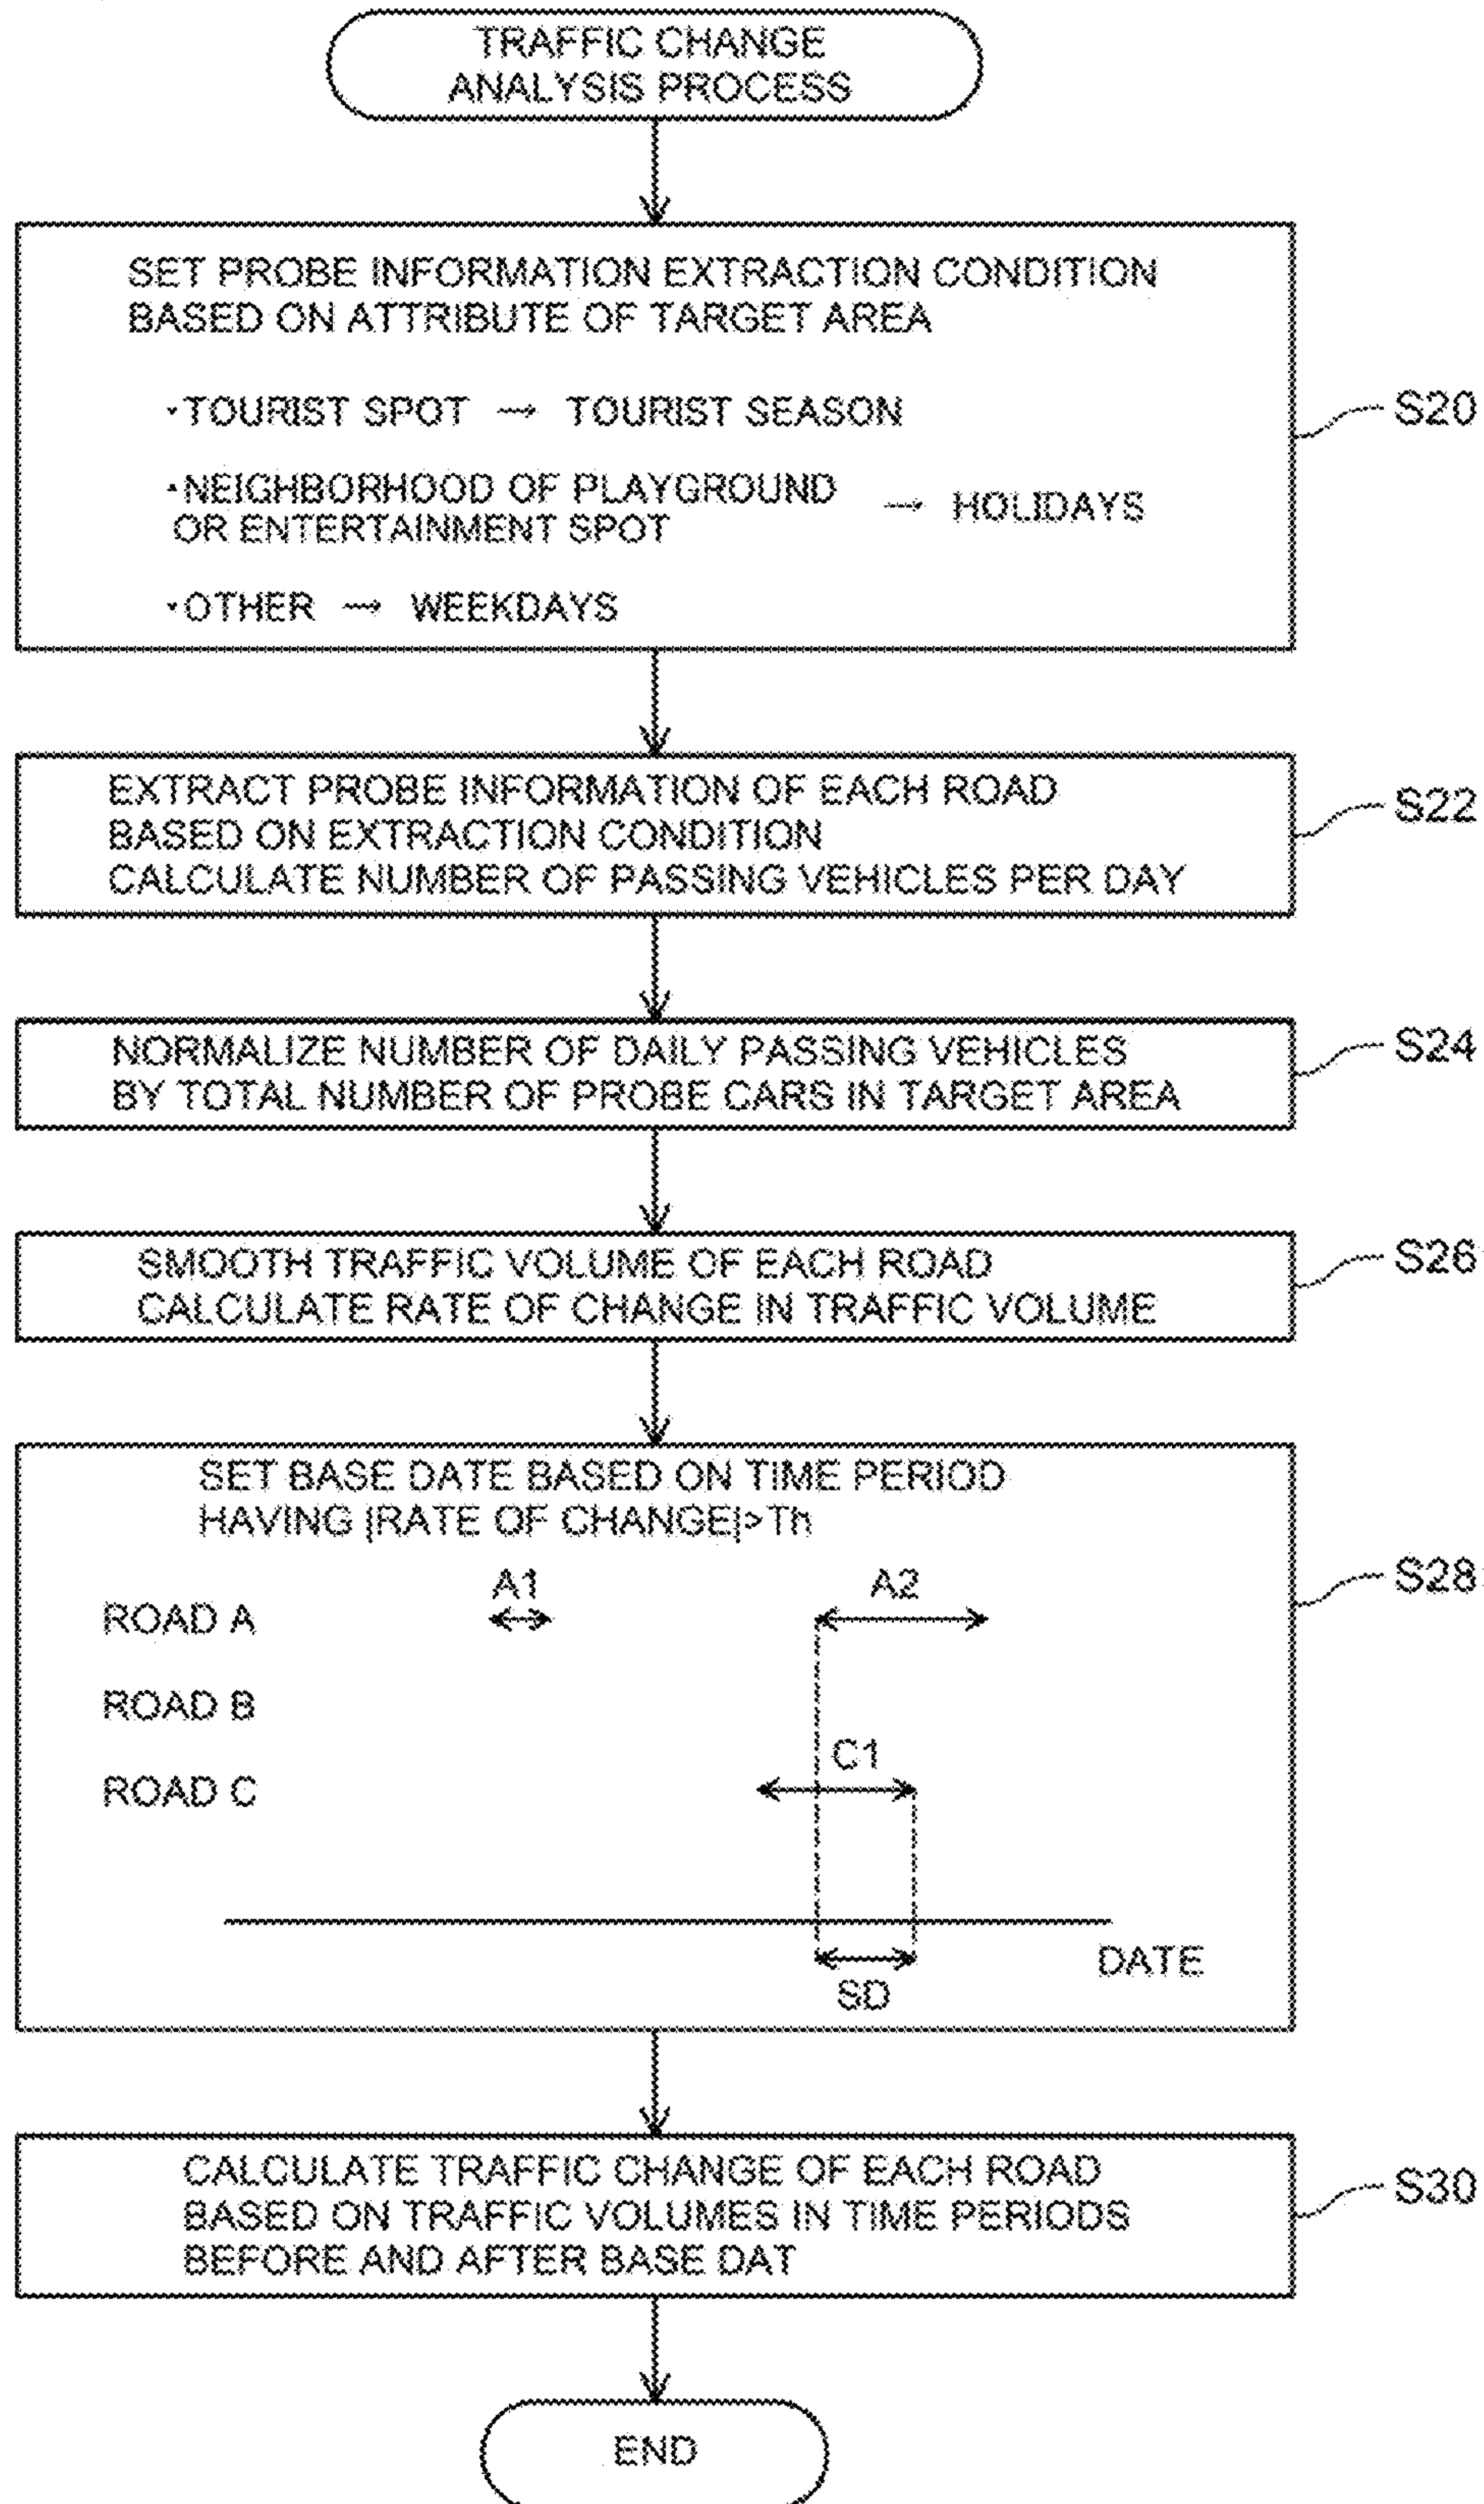 TRAFFIC CHANGE
ANALYSIS PROCESS
SET PROBE INFORMATION EXTRACTION CONDITION
BASED ON ATTRIBUTE OF TARGET AREA
·TOURIST SPOT → TOURIST SEASON
·NEIGHBORHOOD OF PLAYGROUND
OR ENTERTAINMENT SPOT → HOLIDAYS
·OTHER → WEEKDAYS
S20
EXTRACT PROBE INFORMATION OF EACH ROAD
BASED ON EXTRACTION CONDITION
CALCULATE NUMBER OF PASSING VEHICLES PER DAY
S22
NORMALIZE NUMBER OF DAILY PASSING VEHICLES
BY TOTAL NUMBER OF PROBE CARS IN TARGET AREA
S24
SMOOTH TRAFFIC VOLUME OF EACH ROAD
CALCULATE RATE OF CHANGE IN TRAFFIC VOLUME
S26
SET BASE DATE BASED ON TIME PERIOD
HAVING |RATE OF CHANGE|>Th
S28
A1 A2
ROAD A
ROAD B
C1
ROAD C
DATE
SD
CALCULATE TRAFFIC CHANGE OF EACH ROAD
BASED ON TRAFFIC VOLUMES IN TIME PERIODS
BEFORE AND AFTER BASE DAT
S30
END